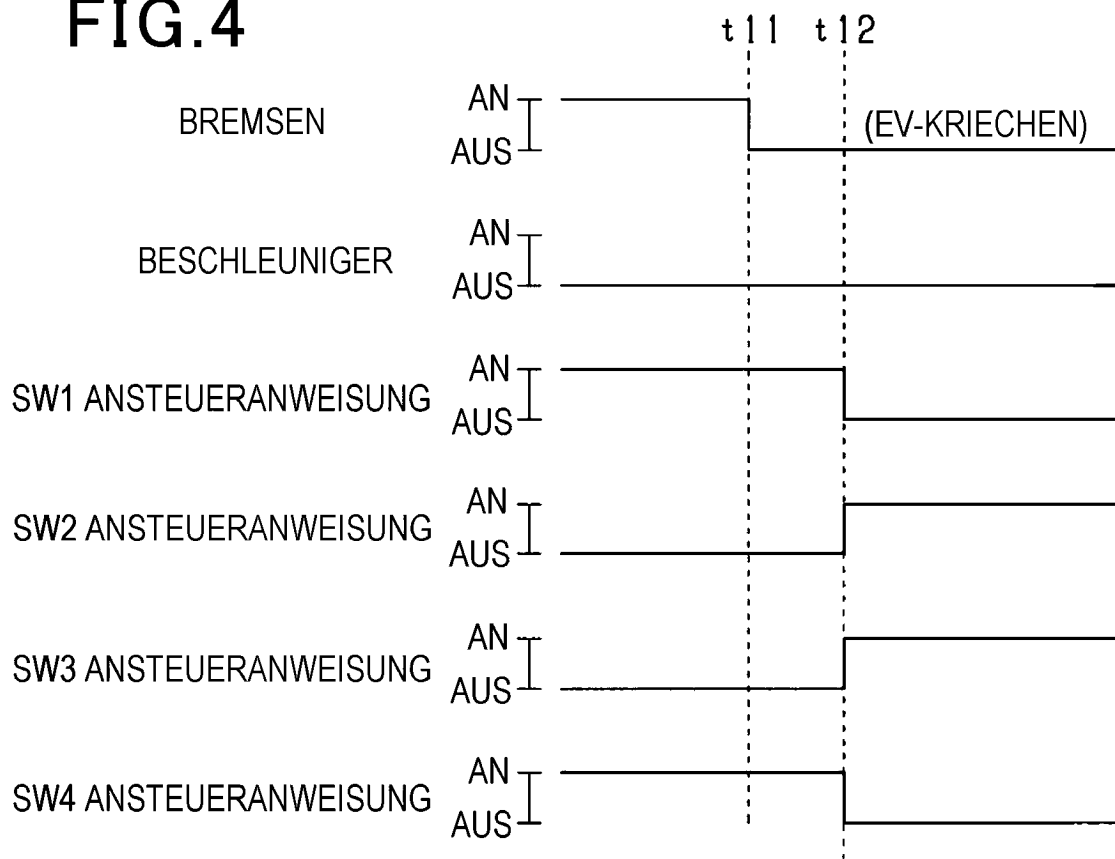 FIG.4
t11 t12
BREMSEN
AN
AUS
(EV-KRIECHEN)
BESCHLEUNIGER
AN
AUS
SW1 ANSTEUERANWEISUNG
AN
AUS
SW2 ANSTEUERANWEISUNG
AN
AUS
SW3 ANSTEUERANWEISUNG
AN
AUS
SW4 ANSTEUERANWEISUNG
AN
AUS